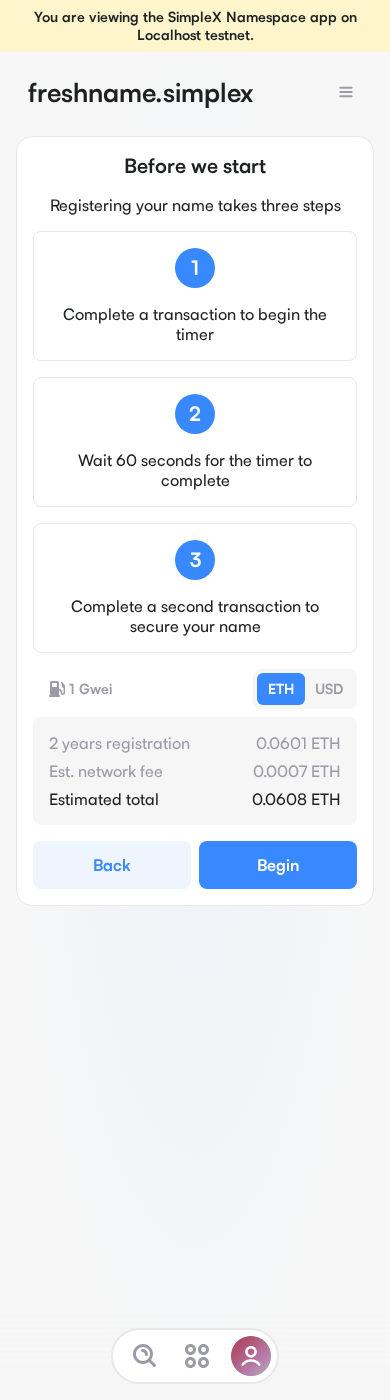 You are viewing the SimpleX Namespace app on
Localhost testnet.
freshname.simplex
Before we start
Registering your name takes three steps
1
Complete a transaction to begin the
timer
2
Wait 60 seconds for the timer to
complete
3
Complete a second transaction to
secure your name
1 Gwei
ETH USD
2 years registration 0.0601 ETH
Est. network fee 0.0007 ETH
Estimated total 0.0608 ETH
Back Begin